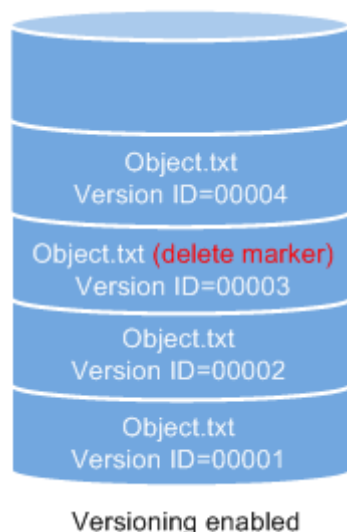 Object.txt
Version ID=00004
Object.txt (delete marker)
Version ID=00003
Object.txt
Version ID=00002
Object.txt
Version ID=00001
Versioning enabled